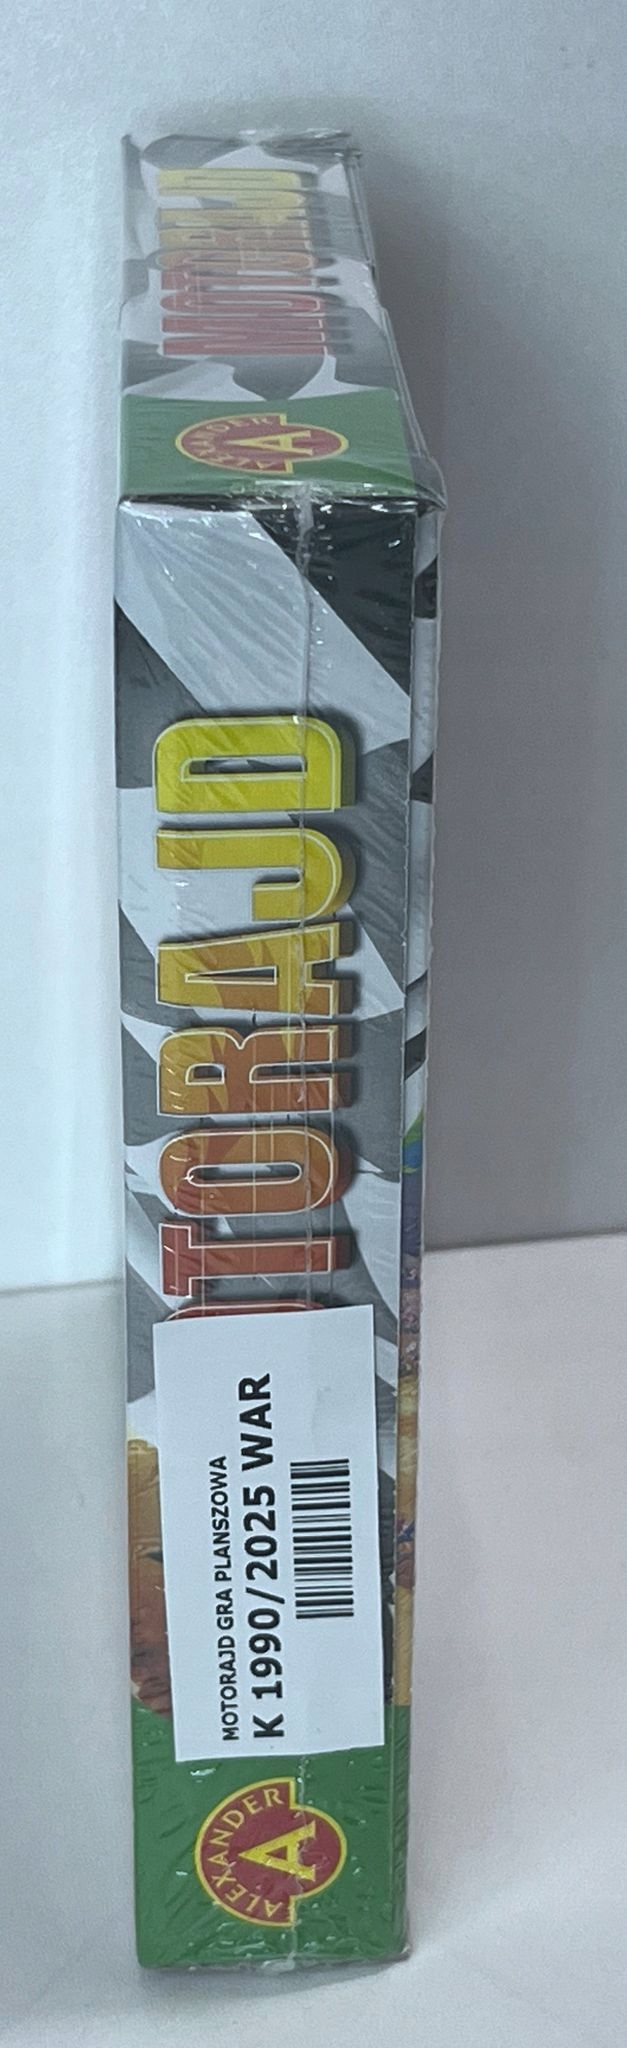 MOTORAJD
ALEXANDER
A
TORAJD
MOTORAJD GRA PLANSZOWA
K 1990/2025 WAR
ALEXANDER
A